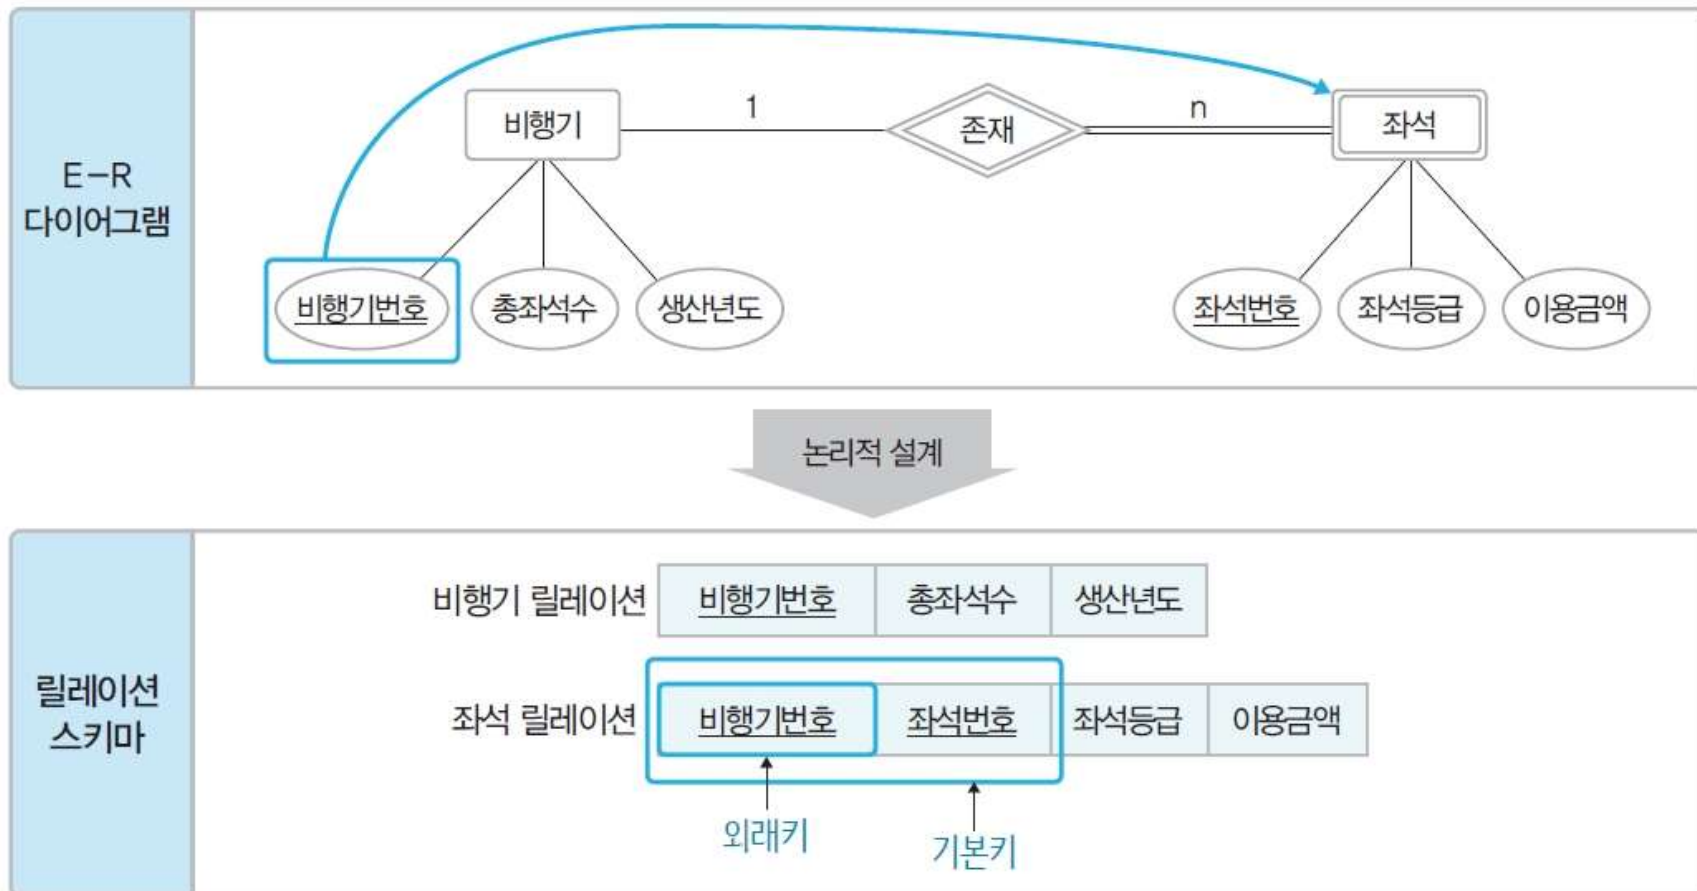 E-R
다이어그램
비행기
1
존재
n
좌석
비행기번호
총좌석수
생산년도
좌석번호
좌석등급
이용금액
논리적 설계
릴레이션
스키마
비행기 릴레이션 비행기번호 총좌석수 생산년도
좌석 릴레이션 비행기번호 좌석번호 좌석등급 이용금액
외래키
기본키